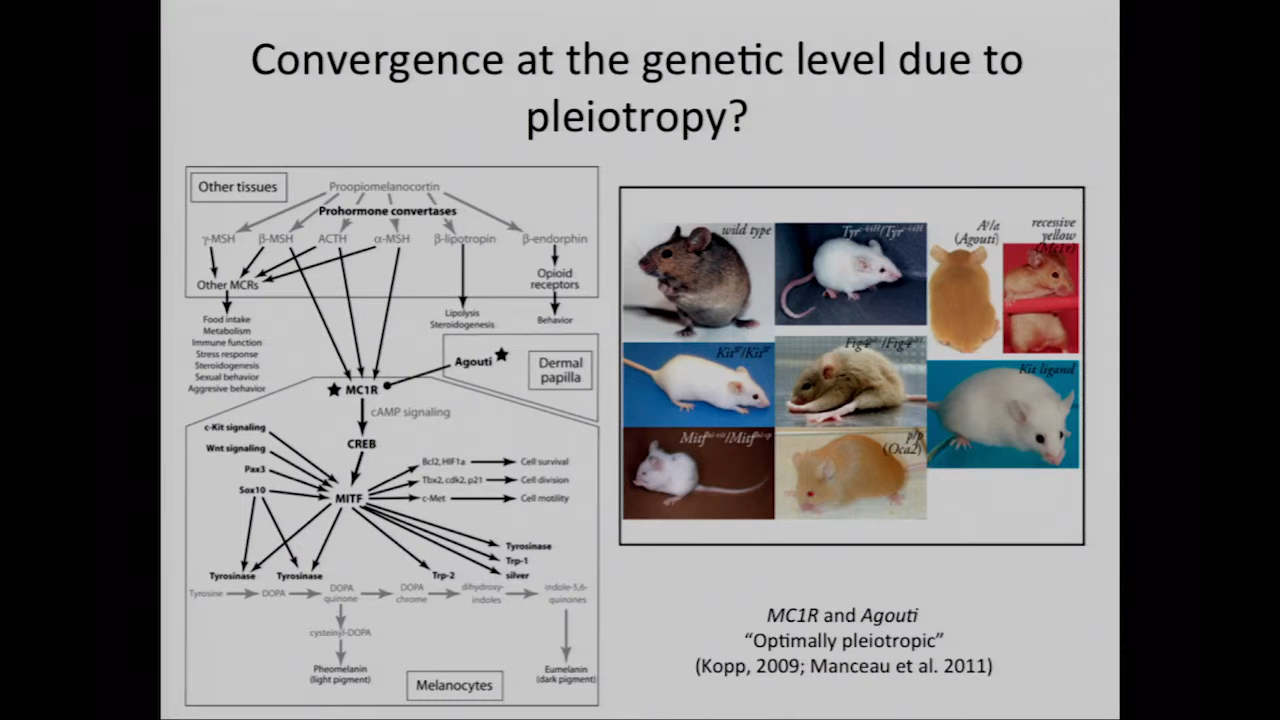 Convergence at the genetic level due to
pleiotropy?
Other tissues
Proopiomelanocortin
Prohormone convertases
γ-MSH β-MSH ACTH α-MSH β-lipotropin β-endorphin
Other MCRs
Opioid
receptors
Food intake
Metabolism
Immune function
Stress response
Steroidogenesis
Sexual behavior
Aggresive behavior
Lipolysis
Steroidogenesis
Behavior
Agouti
Dermal
papilla
MC1R
cAMP signaling
c-Kit signaling
Wnt signaling
Pax3
Sox10
CREB
MITF
Bcl2, HIF1a
Cell survival
Tbx2, cdk2, p21
Cell division
c-Met
Cell motility
Tyrosinase
Trp-1
silver
Tyrosinase Tyrosinase Trp-2
Tyrosine
DOPA
DOPA
quinone
DOPA
chrome
dihydroxy-
indoles
indole-5,6-
quinones
cysteinyl-DOPA
Pheomelanin
(light pigment)
Eumelanin
(dark pigment)
Melanocytes
wild type
(Agouti)
recessive
yellow
(Mc1r)
Kit ligand
p/p
(Oca2)
MC1R and Agouti
“Optimally pleiotropic”
(Kopp, 2009; Manceau et al. 2011)